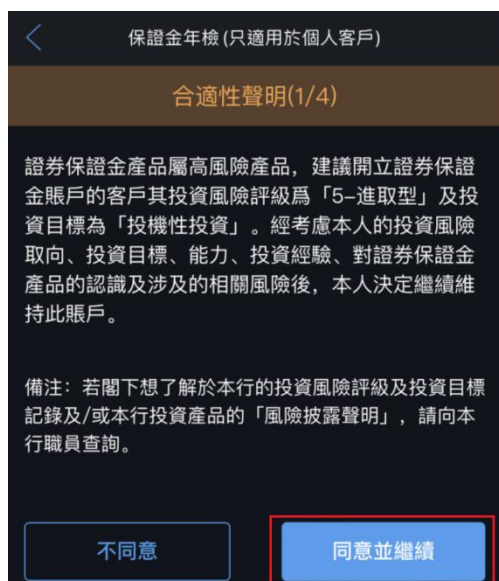 保證金年檢(只適用於個人客戶)
合適性聲明(1/4)
證券保證金產品屬高風險產品，建議開立證券保證
金賬戶的客戶其投資風險評級爲「5–進取型」及投
資目標為「投機性投資」。經考慮本人的投資風險
取向、投資目標、能力、投資經驗、對證券保證金
產品的認識及涉及的相關風險後，本人決定繼續維
持此賬戶。
備注：若閣下想了解於本行的投資風險評級及投資目標
記錄及/或本行投資產品的「風險披露聲明」，請向本
行職員查詢。
不同意
同意並繼續